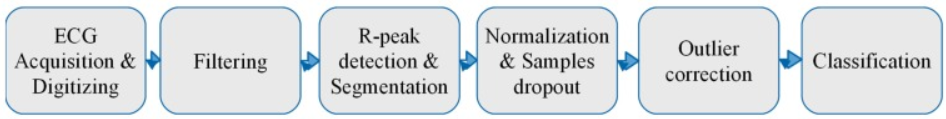 ECG
Acquisition &
Digitizing
Filtering
R-peak
detection &
Segmentation
Normalization
& Samples
dropout
Outlier
correction
Classification